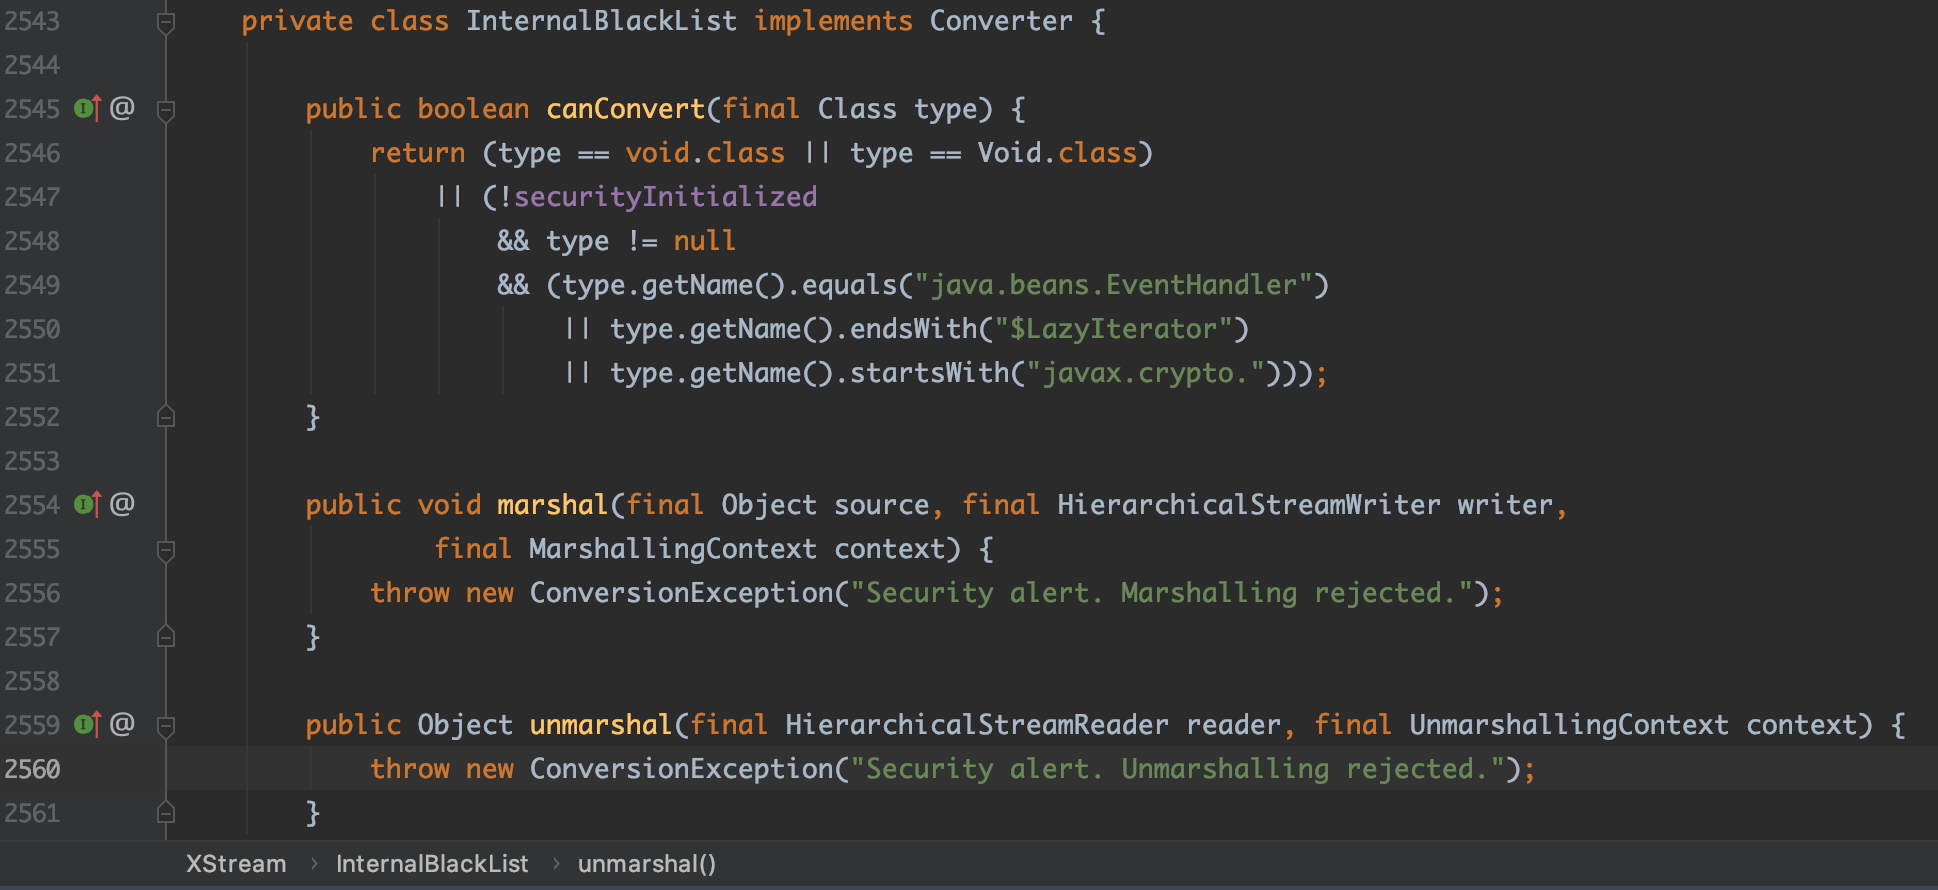 2543 private class InternalBlackList implements Converter {
2544
2545 @ public boolean canConvert(final Class type) {
2546 return (type == void.class || type == Void.class)
2547 || (!securityInitialized
2548 && type != null
2549 && (type.getName().equals("java.beans.EventHandler")
2550 || type.getName().endsWith("$LazyIterator")
2551 || type.getName().startsWith("javax.crypto.")));
2552 }
2553
2554 @ public void marshal(final Object source, final HierarchicalStreamWriter writer,
2555 final MarshallingContext context) {
2556 throw new ConversionException("Security alert. Marshalling rejected.");
2557 }
2558
2559 @ public Object unmarshal(final HierarchicalStreamReader reader, final UnmarshallingContext context) {
2560 throw new ConversionException("Security alert. Unmarshalling rejected.");
2561 }
XStream › InternalBlackList › unmarshal()